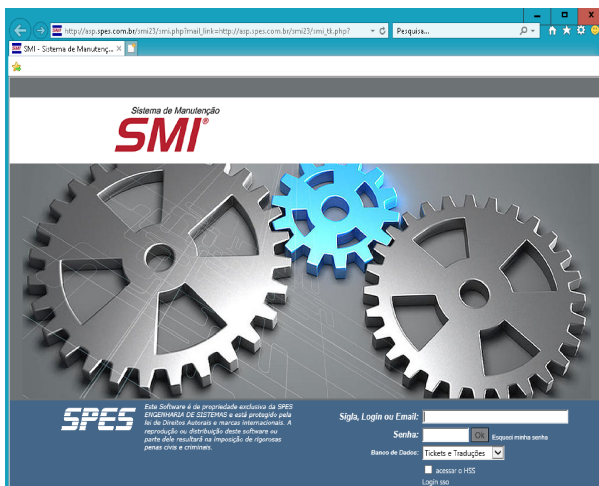 http://asp.spes.com.br/smi23/smi.php?mail_link=http://asp.spes.com.br/smi23/smi_tk.php?
Pesquisa...
SMI - Sistema de Manutenç...
Sistema de Manutenção
SMI®
SPES
Este Software é de propriedade exclusiva da SPES
ENGENHARIA DE SISTEMAS e está protegido pela
lei de Direitos Autorais e marcas internacionais. A
reprodução ou distribuição deste software ou
parte dele resultará na imposição de rigorosas
penas civis e criminais.
Sigla, Login ou Email:
Senha:
Ok
Esqueci minha senha
Banco de Dados:
Tickets e Traduções
acessar o HSS
Login sso